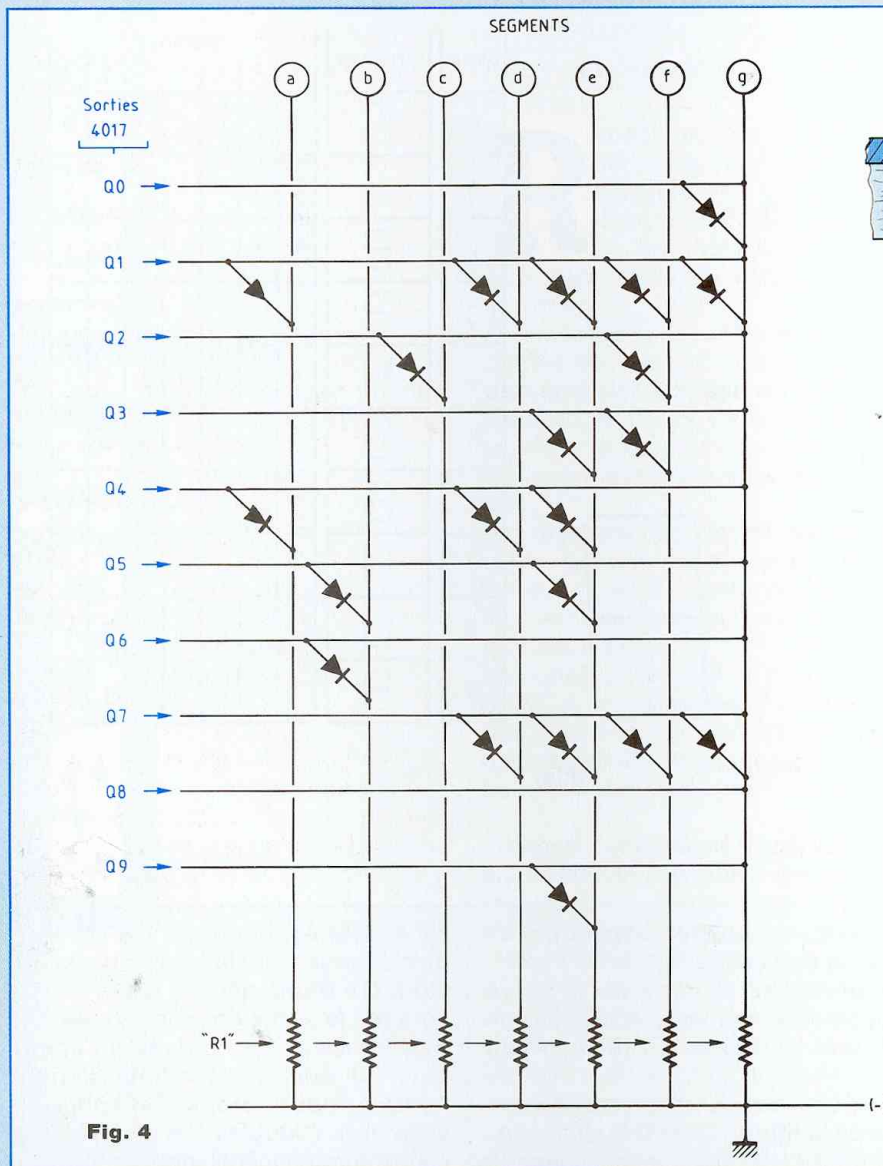 SEGMENTS
a b c d e f g
Sorties
4017
Q0
Q1
Q2
Q3
Q4
Q5
Q6
Q7
Q8
Q9
"R1"
(-
Fig. 4